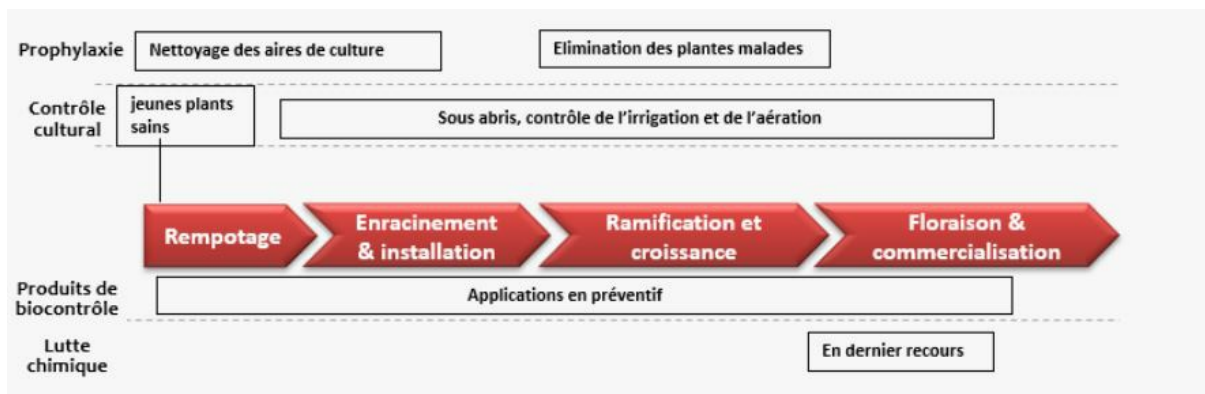 Prophylaxie
Nettoyage des aires de culture
Elimination des plantes malades
Contrôle
cultural
jeunes plants
sains
Sous abris, contrôle de l'irrigation et de l'aération
Rempotage
Enracinement
& installation
Ramification et
croissance
Floraison &
commercialisation
Produits de
biocontrôle
Applications en préventif
Lutte
chimique
En dernier recours